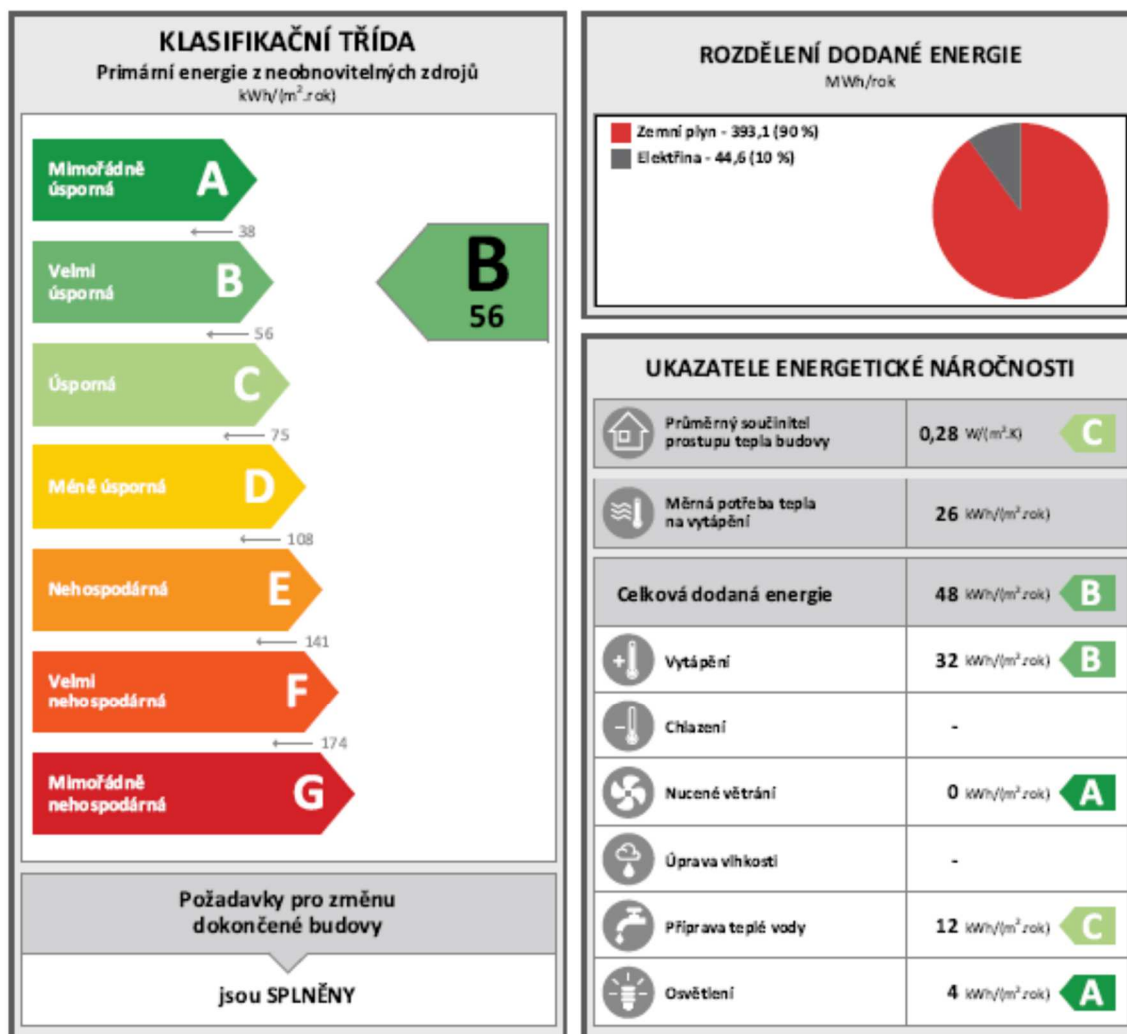 KLASIFIKAČNÍ TŘÍDA
Primární energie z neobnovitelných zdrojů
kWh/(m².rok)
Mimořádně
úsporná
A
38
Velmi
úsporná
B
56
B
56
Úsporná
C
75
Méně úsporná
D
108
Nehospodárná
E
141
Velmi
nehospodárná
F
174
Mimořádně
nehospodárná
G
Požadavky pro změnu
dokončené budovy
jsou SPLNĚNY
ROZDĚLENÍ DODANÉ ENERGIE
MWh/rok
Zemní plyn - 393,1 (90 %)
Elektřina - 44,6 (10 %)
UKAZATELE ENERGETICKÉ NÁROČNOSTI
Průměrný součinitel
prostupu tepla budovy
0,28 W/(m².K) C
Měrná potřeba tepla
na vytápění
26 kWh/(m².rok)
Celková dodaná energie 48 kWh/(m².rok) B
Vytápění 32 kWh/(m².rok) B
Chlazení -
Nucené větrání 0 kWh/(m².rok) A
Úprava vlhkosti -
Příprava teplé vody 12 kWh/(m².rok) C
Osvětlení 4 kWh/(m².rok) A